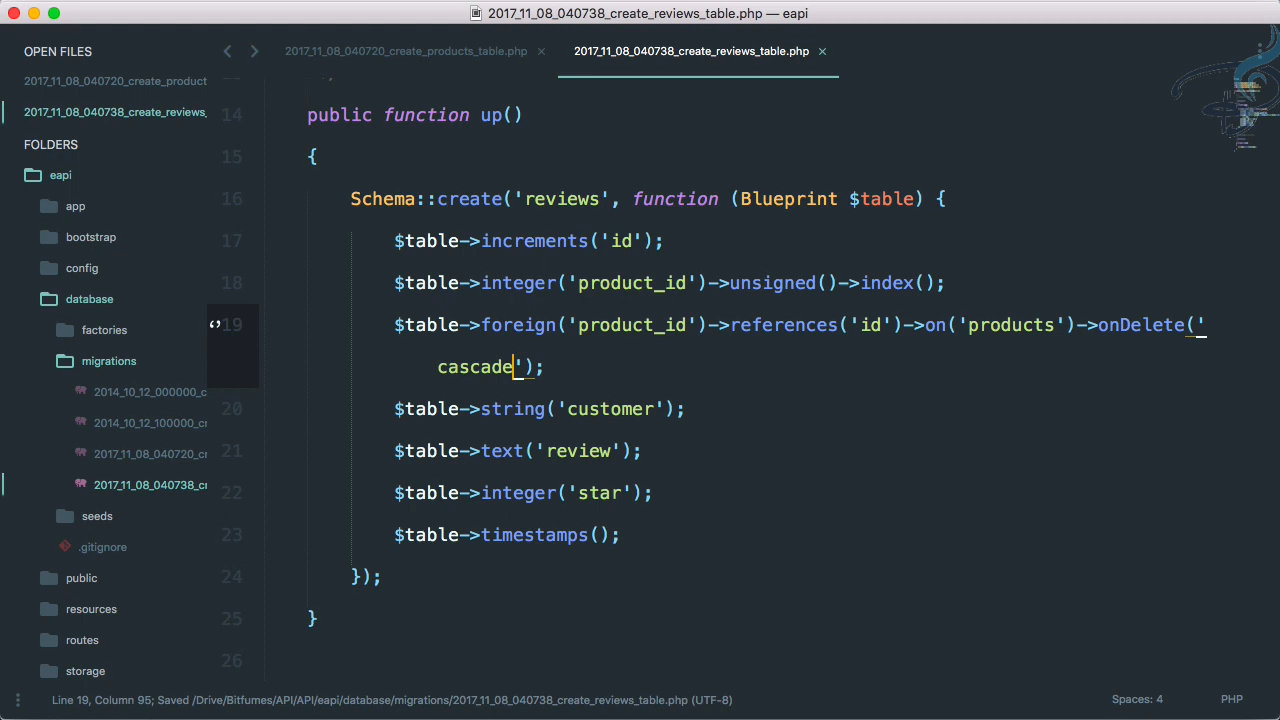 2017_11_08_040738_create_reviews_table.php — eapi
OPEN FILES
2017_11_08_040720_create_product
2017_11_08_040738_create_reviews_
FOLDERS
eapi
app
bootstrap
config
database
factories
migrations
2014_10_12_000000_c
2014_10_12_100000_cr
2017_11_08_040720_cr
2017_11_08_040738_cr
seeds
.gitignore
public
resources
routes
storage
2017_11_08_040720_create_products_table.php ×
2017_11_08_040738_create_reviews_table.php ×
14 public function up()
15 {
16 Schema::create('reviews', function (Blueprint $table) {
17 $table->increments('id');
18 $table->integer('product_id')->unsigned()->index();
19 $table->foreign('product_id')->references('id')->on('products')->onDelete('
cascade');
20 $table->string('customer');
21 $table->text('review');
22 $table->integer('star');
23 $table->timestamps();
24 });
25 }
26
Line 19, Column 95; Saved /Drive/Bitfumes/API/API/eapi/database/migrations/2017_11_08_040738_create_reviews_table.php (UTF-8)
Spaces: 4
PHP